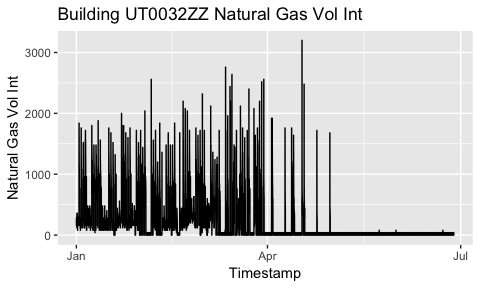 Building UT0032ZZ Natural Gas Vol Int
Natural Gas Vol Int
3000
2000
1000
0
Jan
Apr
Jul
Timestamp